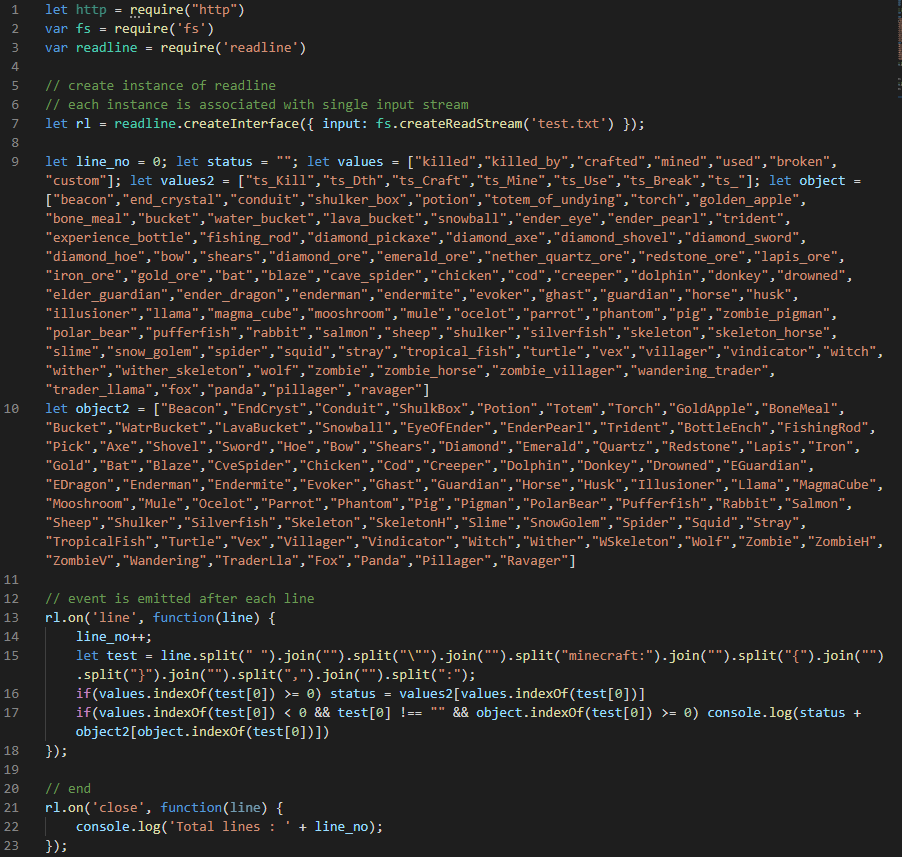 1 let http = require("http")
2 var fs = require('fs')
3 var readline = require('readline')
4
5 // create instance of readline
6 // each instance is associated with single input stream
7 let rl = readline.createInterface({ input: fs.createReadStream('test.txt') });
8
9 let line_no = 0; let status = ""; let values = ["killed","killed_by","crafted","mined","used","broken",
"custom"]; let values2 = ["ts_Kill","ts_Dth","ts_Craft","ts_Mine","ts_Use","ts_Break","ts_"]; let object =
["beacon","end_crystal","conduit","shulker_box","potion","totem_of_undying","torch","golden_apple",
"bone_meal","bucket","water_bucket","lava_bucket","snowball","ender_eye","ender_pearl","trident",
"experience_bottle","fishing_rod","diamond_pickaxe","diamond_axe","diamond_shovel","diamond_sword",
"diamond_hoe","bow","shears","diamond_ore","emerald_ore","nether_quartz_ore","redstone_ore","lapis_ore",
"iron_ore","gold_ore","bat","blaze","cave_spider","chicken","cod","creeper","dolphin","donkey","drowned",
"elder_guardian","ender_dragon","enderman","endermite","evoker","ghast","guardian","horse","husk",
"illusioner","llama","magma_cube","mooshroom","mule","ocelot","parrot","phantom","pig","zombie_pigman",
"polar_bear","pufferfish","rabbit","salmon","sheep","shulker","silverfish","skeleton","skeleton_horse",
"slime","snow_golem","spider","squid","stray","tropical_fish","turtle","vex","villager","vindicator","witch",
"wither","wither_skeleton","wolf","zombie","zombie_horse","zombie_villager","wandering_trader",
"trader_llama","fox","panda","pillager","ravager"]
10 let object2 = ["Beacon","EndCryst","Conduit","ShulkBox","Potion","Totem","Torch","GoldApple","BoneMeal",
"Bucket","WatrBucket","LavaBucket","Snowball","EyeOfEnder","EnderPearl","Trident","BottleEnch","FishingRod",
"Pick","Axe","Shovel","Sword","Hoe","Bow","Shears","Diamond","Emerald","Quartz","Redstone","Lapis","Iron",
"Gold","Bat","Blaze","CveSpider","Chicken","Cod","Creeper","Dolphin","Donkey","Drowned","EGuardian",
"EDragon","Enderman","Endermite","Evoker","Ghast","Guardian","Horse","Husk","Illusioner","Llama","MagmaCube",
"Mooshroom","Mule","Ocelot","Parrot","Phantom","Pig","Pigman","PolarBear","Pufferfish","Rabbit","Salmon",
"Sheep","Shulker","Silverfish","Skeleton","SkeletonH","Slime","SnowGolem","Spider","Squid","Stray",
"TropicalFish","Turtle","Vex","Villager","Vindicator","Witch","Wither","WSkeleton","Wolf","Zombie","ZombieH",
"ZombieV","Wandering","TraderLla","Fox","Panda","Pillager","Ravager"]
11
12 // event is emitted after each line
13 rl.on('line', function(line) {
14 line_no++;
15 let test = line.split(" ").join("").split("\"").join("").split("minecraft:").join("").split("{").join("")
.split("}").join("").split(",").join("").split(":");
16 if(values.indexOf(test[0]) >= 0) status = values2[values.indexOf(test[0])]
17 if(values.indexOf(test[0]) < 0 && test[0] !== "" && object.indexOf(test[0]) >= 0) console.log(status +
object2[object.indexOf(test[0])])
18 });
19
20 // end
21 rl.on('close', function(line) {
22 console.log('Total lines : ' + line_no);
23 });